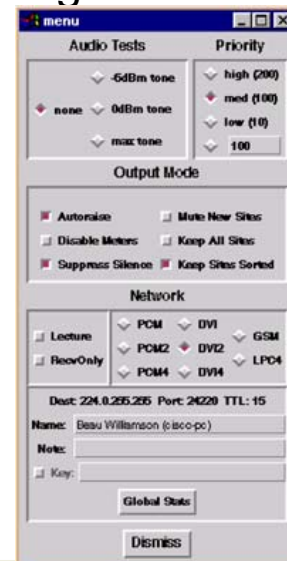 menu
Audio Tests
Priority
-6dBm tone
none
0dBm tone
max tone
high (200)
med (100)
low (10)
100
Output Mode
Autoraise
Mute New Sites
Disable Meters
Keep All Sites
Suppress Silence
Keep Sites Sorted
Network
Lecture
RecvOnly
PCM
DVI
PCM2
DVI2
PCM4
DVI4
GSM
LPC4
Dest: 224.0.255.255 Port: 24220 TTL: 15
Name: Beau Williamson (cisco-pc)
Note:
Key:
Global Stats
Dismiss